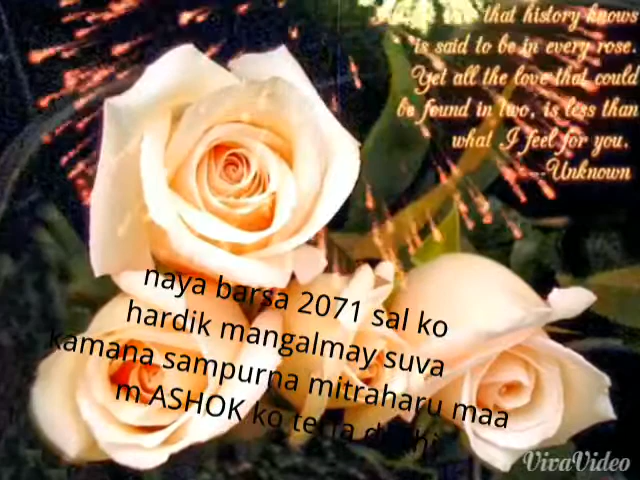 that history knows
is said to be in every rose.
Yet all the love that could
be found in two, is less than
what I feel for you.
Unknown
naya barsa 2071 sal ko
hardik mangalmay suva
kamana sampurna mitraharu maa
m ASHOK ko
VivaVideo